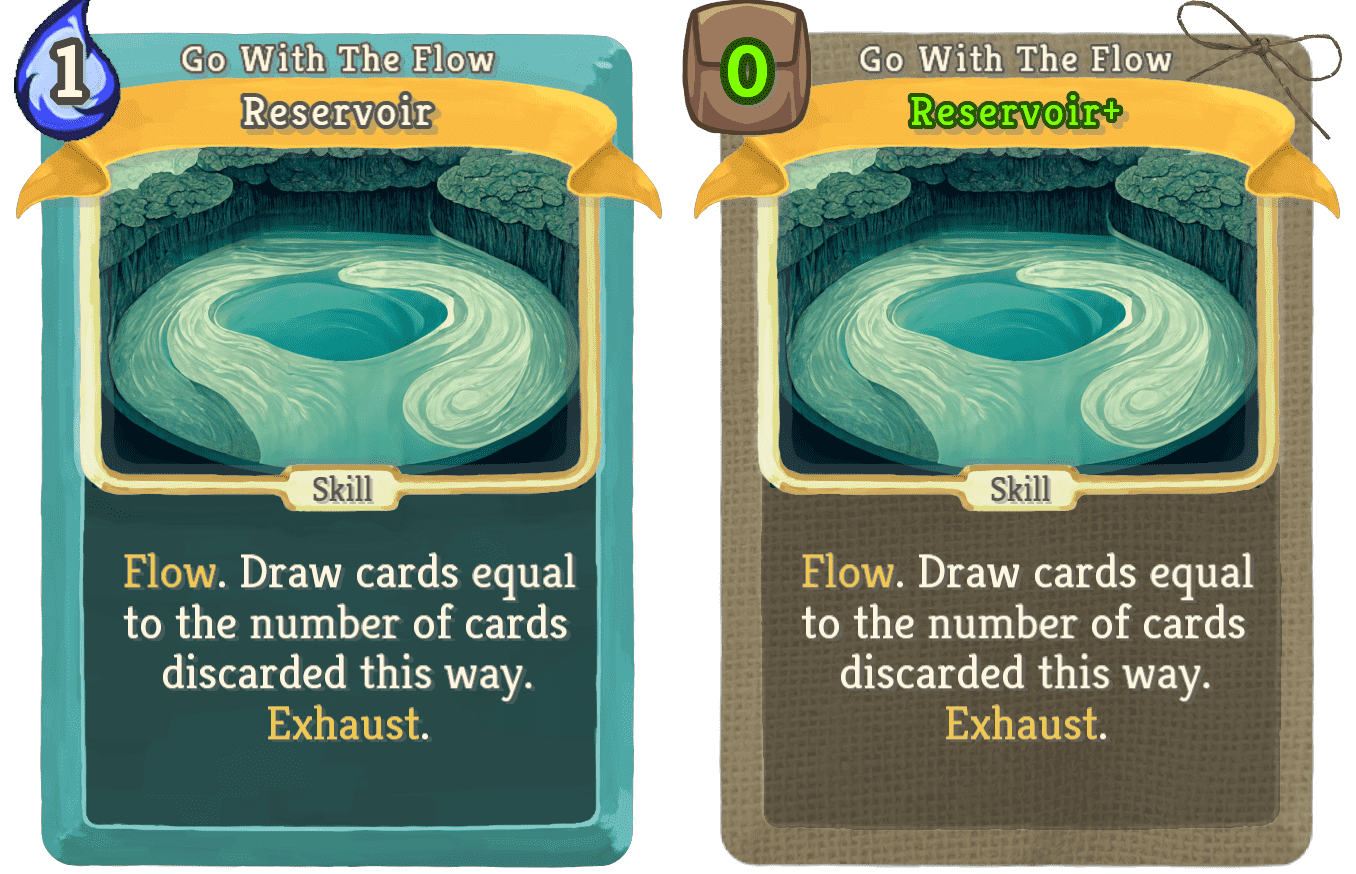 1
Go With The Flow
Reservoir
Skill
Flow. Draw cards equal
to the number of cards
discarded this way.
Exhaust.
0
Go With The Flow
Reservoir+
Skill
Flow. Draw cards equal
to the number of cards
discarded this way.
Exhaust.